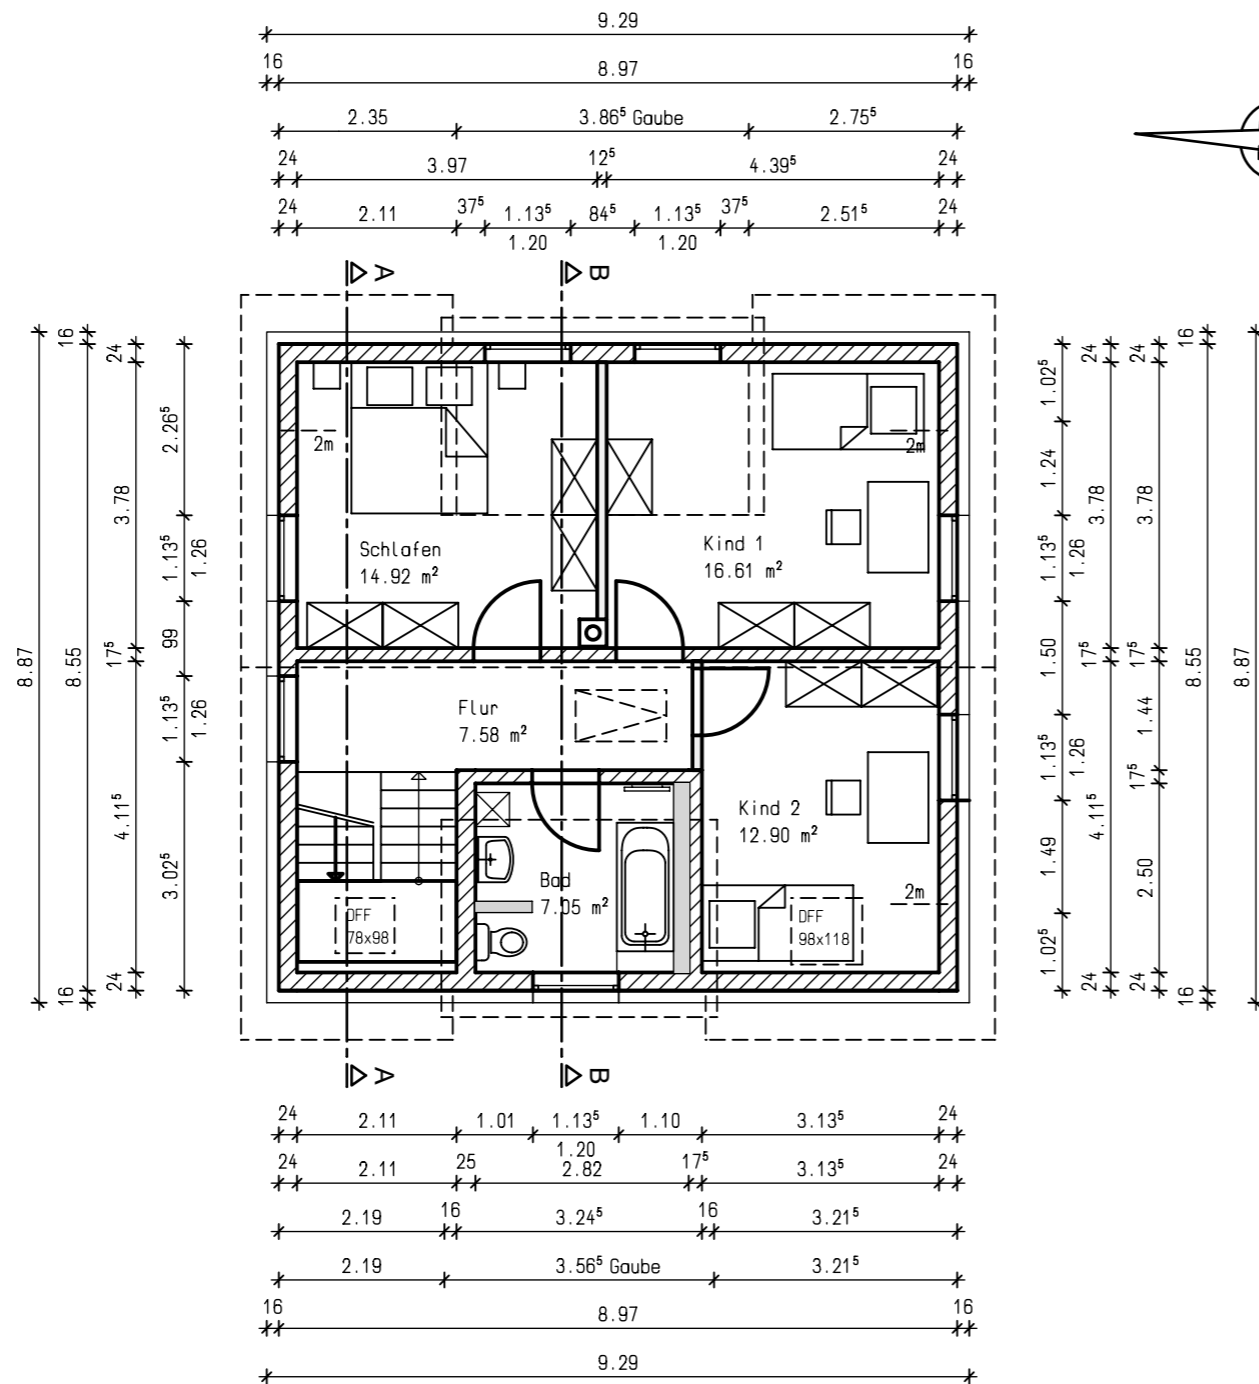 9.29
16 8.97 16
2.35 3.86⁵ Gaube 2.75⁵
24 3.97 12⁵ 4.39⁵ 24
24 2.11 37⁵ 1.13⁵ 84⁵ 1.13⁵ 37⁵ 2.51⁵ 24
1.20 1.20
A B
8.87
16 8.55 16
24 3.78 17⁵ 4.11⁵ 24
2.26⁵ 1.13⁵ 99 1.13⁵ 3.02⁵
1.26 1.26
2m 2m
Schlafen
14.92 m²
Kind 1
16.61 m²
Flur
7.58 m²
Kind 2
12.90 m²
Bad
7.05 m²
2m
DFF
78x98
DFF
98x118
1.02⁵ 1.24 1.13⁵ 1.50 1.13⁵ 1.49 1.02⁵
1.26 1.26
24 3.78 17⁵ 4.11⁵ 24
24 3.78 17⁵ 1.44 17⁵ 2.50 24
16 8.55 16
8.87
A B
24 2.11 1.01 1.13⁵ 1.10 3.13⁵ 24
1.20
24 2.11 25 2.82 17⁵ 3.13⁵ 24
2.19 16 3.24⁵ 16 3.21⁵
2.19 3.56⁵ Gaube 3.21⁵
16 8.97 16
9.29